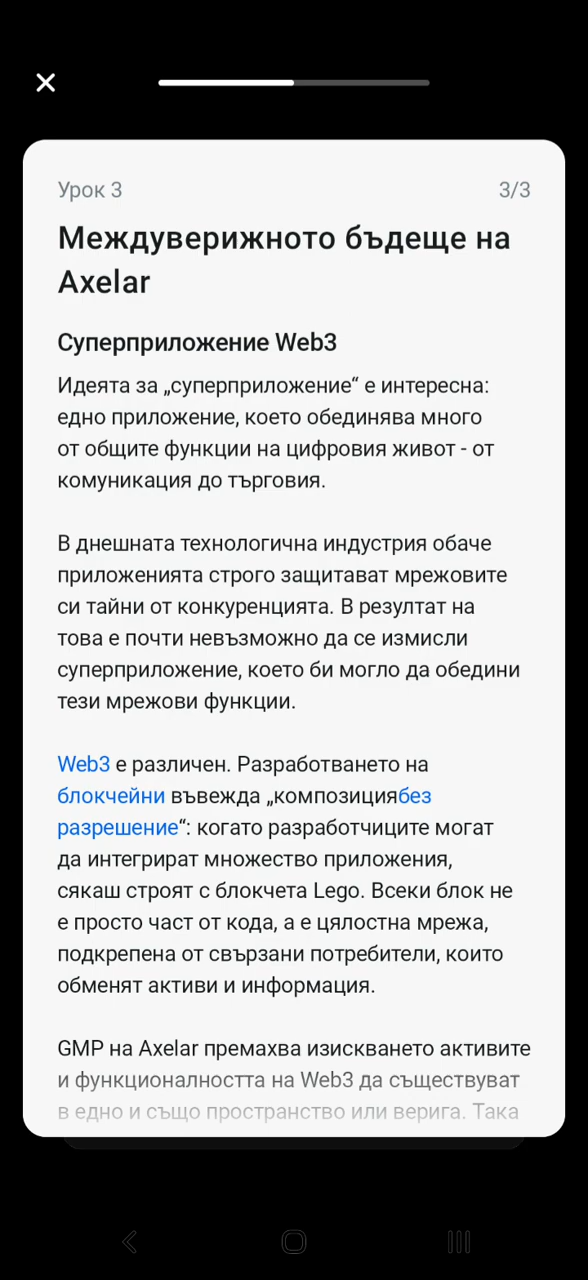 Урок 3
3/3
Междуверижното бъдеще на
Axelar
Суперприложение Web3
Идеята за „суперприложение“ е интересна:
едно приложение, което обединява много
от общите функции на цифровия живот - от
комуникация до търговия.
В днешната технологична индустрия обаче
приложенията строго защитават мрежовите
си тайни от конкуренцията. В резултат на
това е почти невъзможно да се измисли
суперприложение, което би могло да обедини
тези мрежови функции.
Web3 е различен. Разработването на
блокчейни въвежда „композициябез
разрешение“: когато разработчиците могат
да интегрират множество приложения,
сякаш строят с блокчета Lego. Всеки блок не
е просто част от кода, а е цялостна мрежа,
подкрепена от свързани потребители, които
обменят активи и информация.
GMP на Axelar премахва изискването активите
и функционалността на Web3 да съществуват
в едно и също пространство или верига. Така